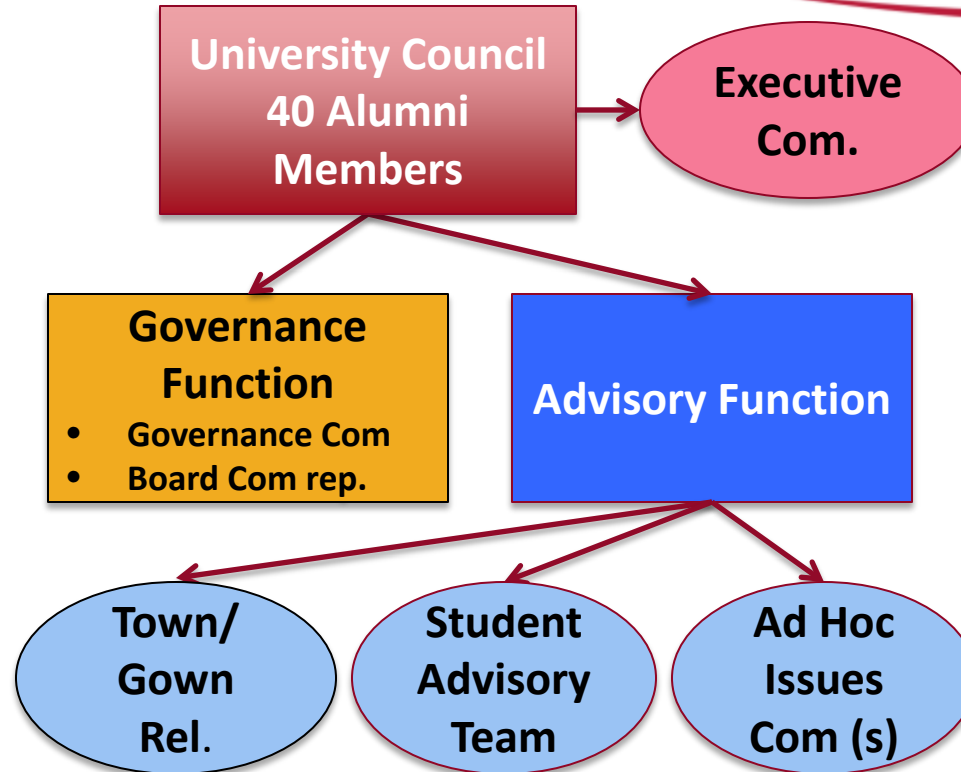 University Council
40 Alumni
Members
Executive
Com.
Governance
Function
• Governance Com
• Board Com rep.
Advisory Function
Town/
Gown
Rel.
Student
Advisory
Team
Ad Hoc
Issues
Com (s)